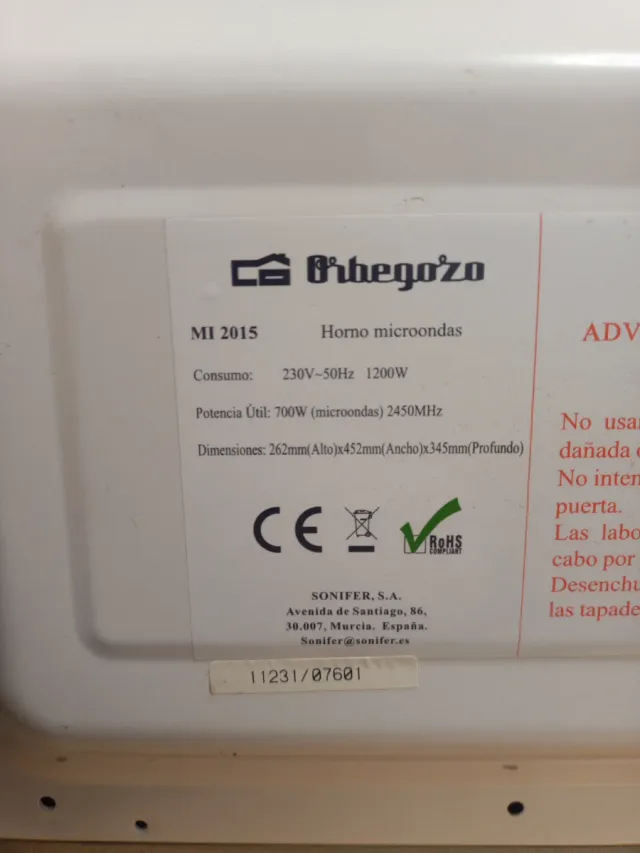 Orbegozo
MI 2015 Horno microondas
Consumo: 230V~50Hz 1200W
Potencia Útil: 700W (microondas) 2450MHz
Dimensiones: 262mm(Alto)x452mm(Ancho)x345mm(Profundo)
CE
RoHS
COMPLIANT
SONIFER, S.A.
Avenida de Santiago, 86,
30.007, Murcia. España.
Sonifer@sonifer.es
11231/07601
ADV
No usa
dañada
No inten
puerta.
Las labo
cabo por
Desenchu
las tapade